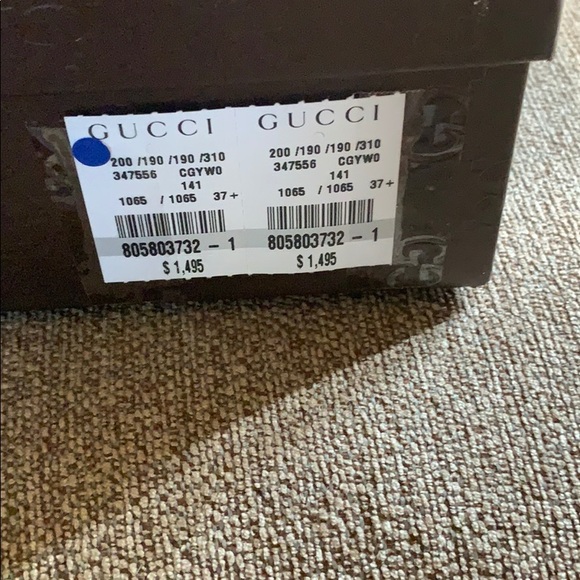 GUCCI GUCCI
200 /190 /190 /310 200 /190 /190 /310
347556 CGYW0 347556 CGYW0
141 141
1065 / 1065 37+ 1065 / 1065 37+
805803732 - 1 805803732 - 1
$ 1,495 $ 1,495